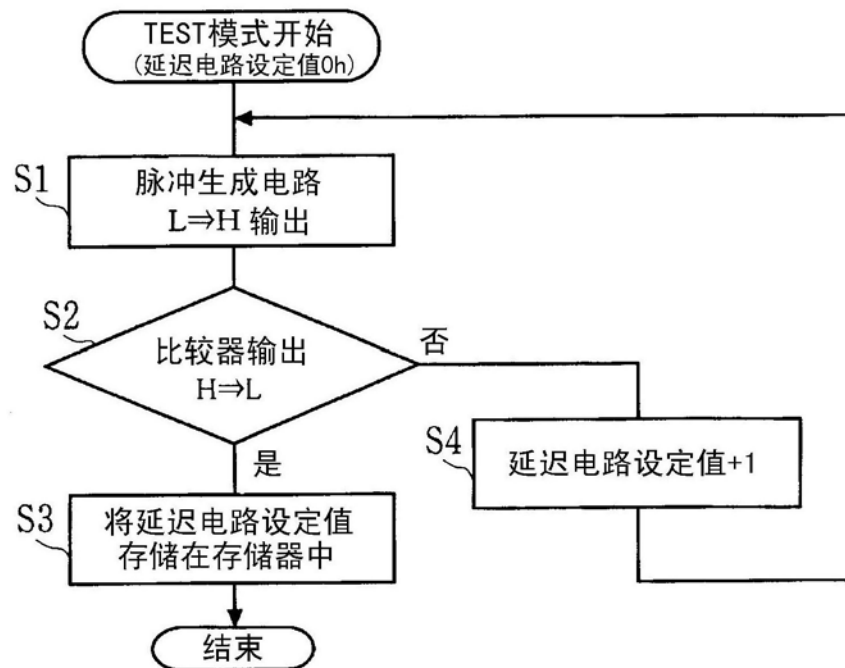 TEST模式开始
(延迟电路设定值0h)
S1
脉冲生成电路
L⇒H 输出
S2
比较器输出
H⇒L
否
是
S4
延迟电路设定值+1
S3
将延迟电路设定值
存储在存储器中
结束